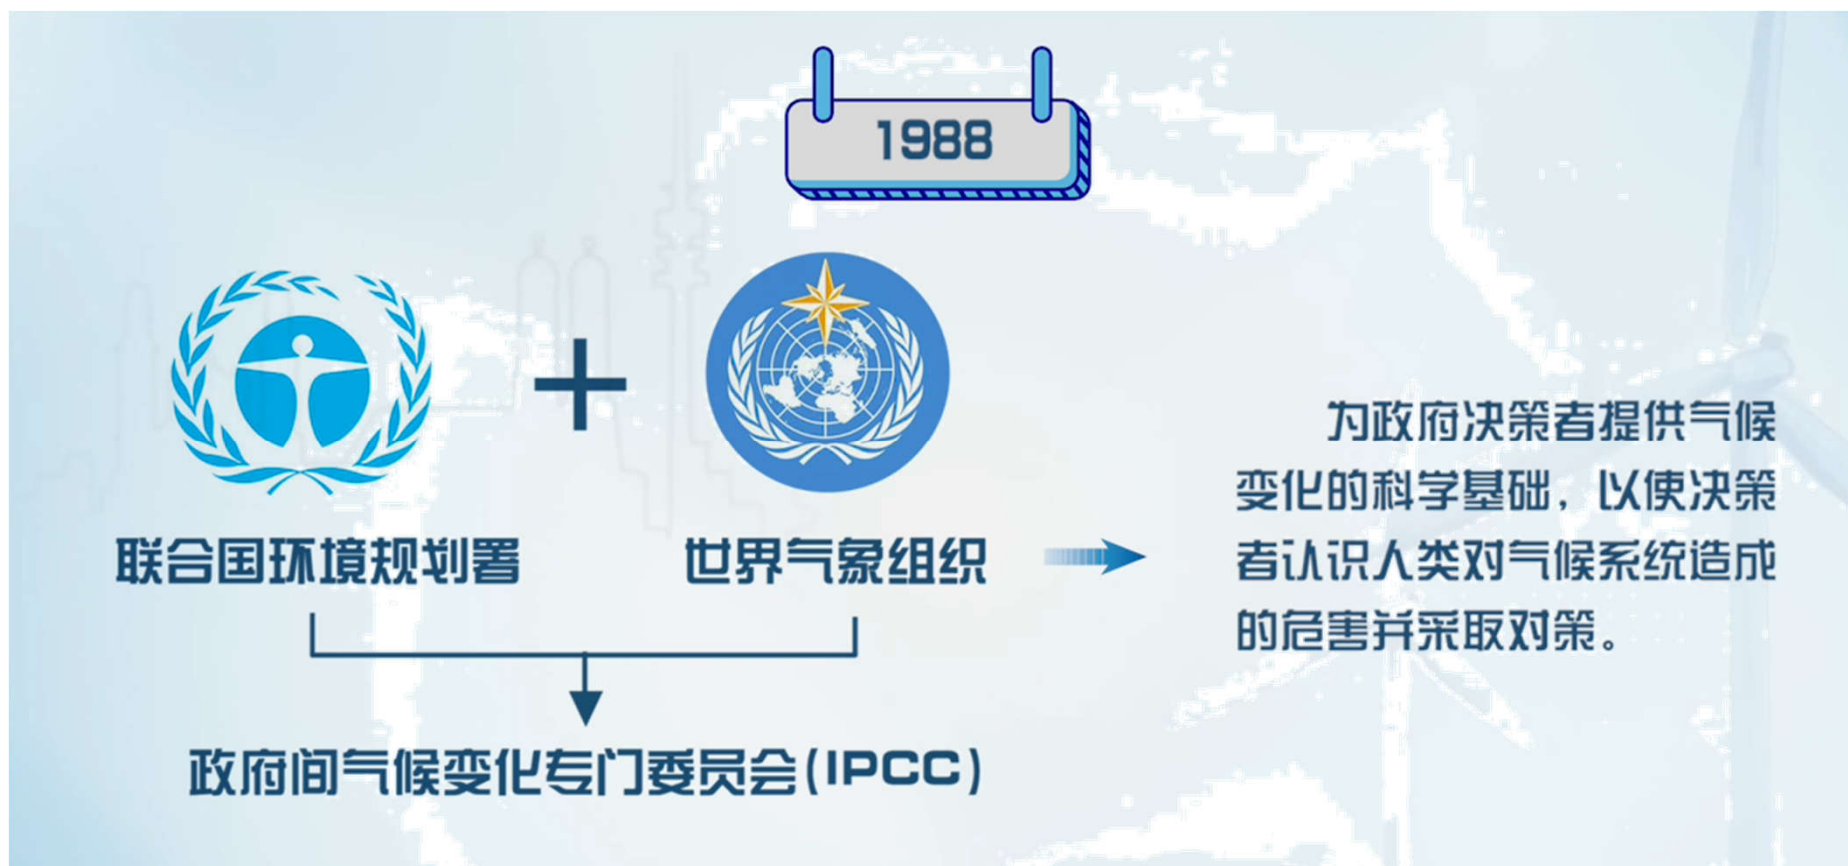 1988
联合国环境规划署
世界气象组织
政府间气候变化专门委员会(IPCC)
为政府决策者提供气候
变化的科学基础，以使决策
者认识人类对气候系统造成
的危害并采取对策。